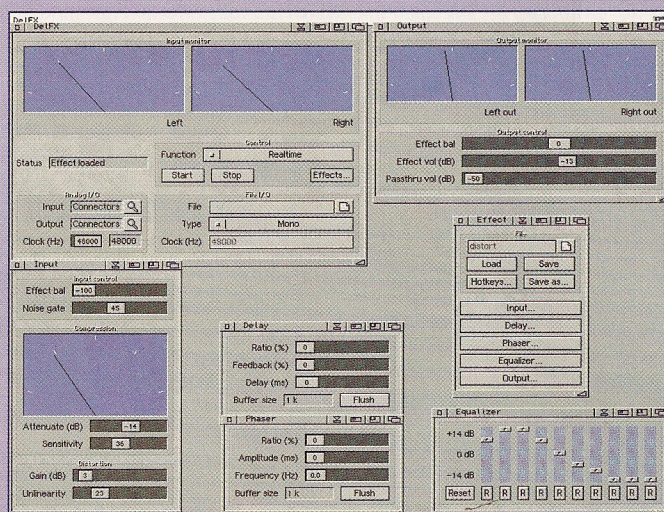 DelFX
DelFX
Input monitor
Left
Right
Status Effect loaded
Control
Function Realtime
Start Stop Effects...
Analog I/O
Input Connectors
Output Connectors
Clock (Hz) 48000 48000
File I/O
File
Type Mono
Clock (Hz) 48000
Output
Output monitor
Left out
Right out
Output control
Effect bal 0
Effect vol (dB) -13
Passthru vol (dB) -50
Effect
File
distort
Load Save
Hotkeys... Save as...
Input...
Delay...
Phaser...
Equalizer...
Output...
Input
Input control
Effect bal -100
Noise gate 45
Compression
Attenuate (dB) -14
Sensitivity 36
Distortion
Gain (dB) 3
Unlinearity 23
Delay
Ratio (%) 0
Feedback (%) 0
Delay (ms) 0
Buffer size 1 k Flush
Phaser
Ratio (%) 0
Amplitude (ms) 0
Frequency (Hz) 0.0
Buffer size 1 k Flush
Equalizer
+14 dB
0 dB
-14 dB
Reset R R R R R R R R R R